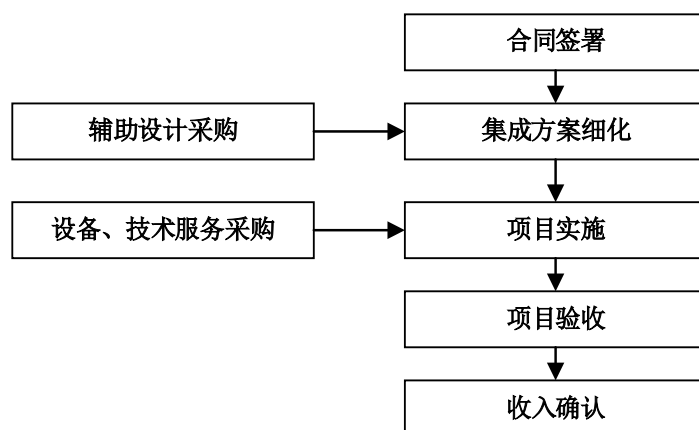 合同签署
辅助设计采购
集成方案细化
设备、技术服务采购
项目实施
项目验收
收入确认